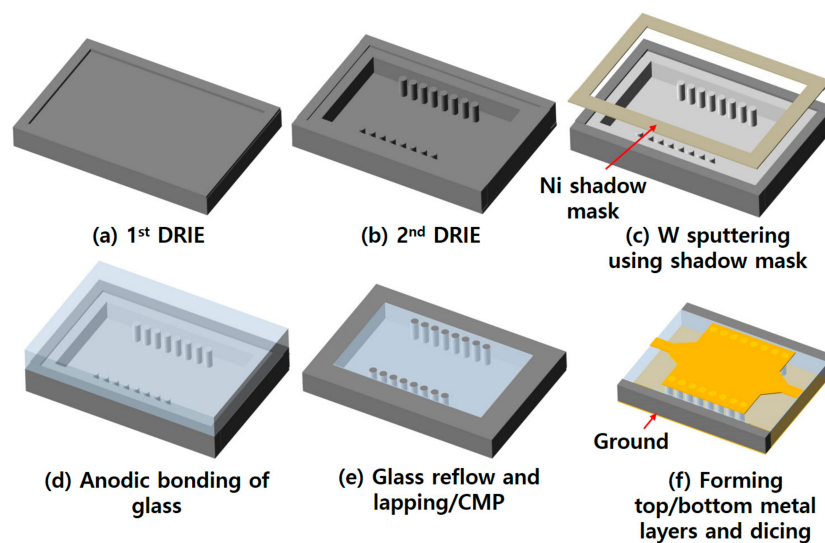 (a) 1st DRIE
(b) 2nd DRIE
Ni shadow
mask
(c) W sputtering
using shadow mask
(d) Anodic bonding of
glass
(e) Glass reflow and
lapping/CMP
Ground
(f) Forming
top/bottom metal
layers and dicing